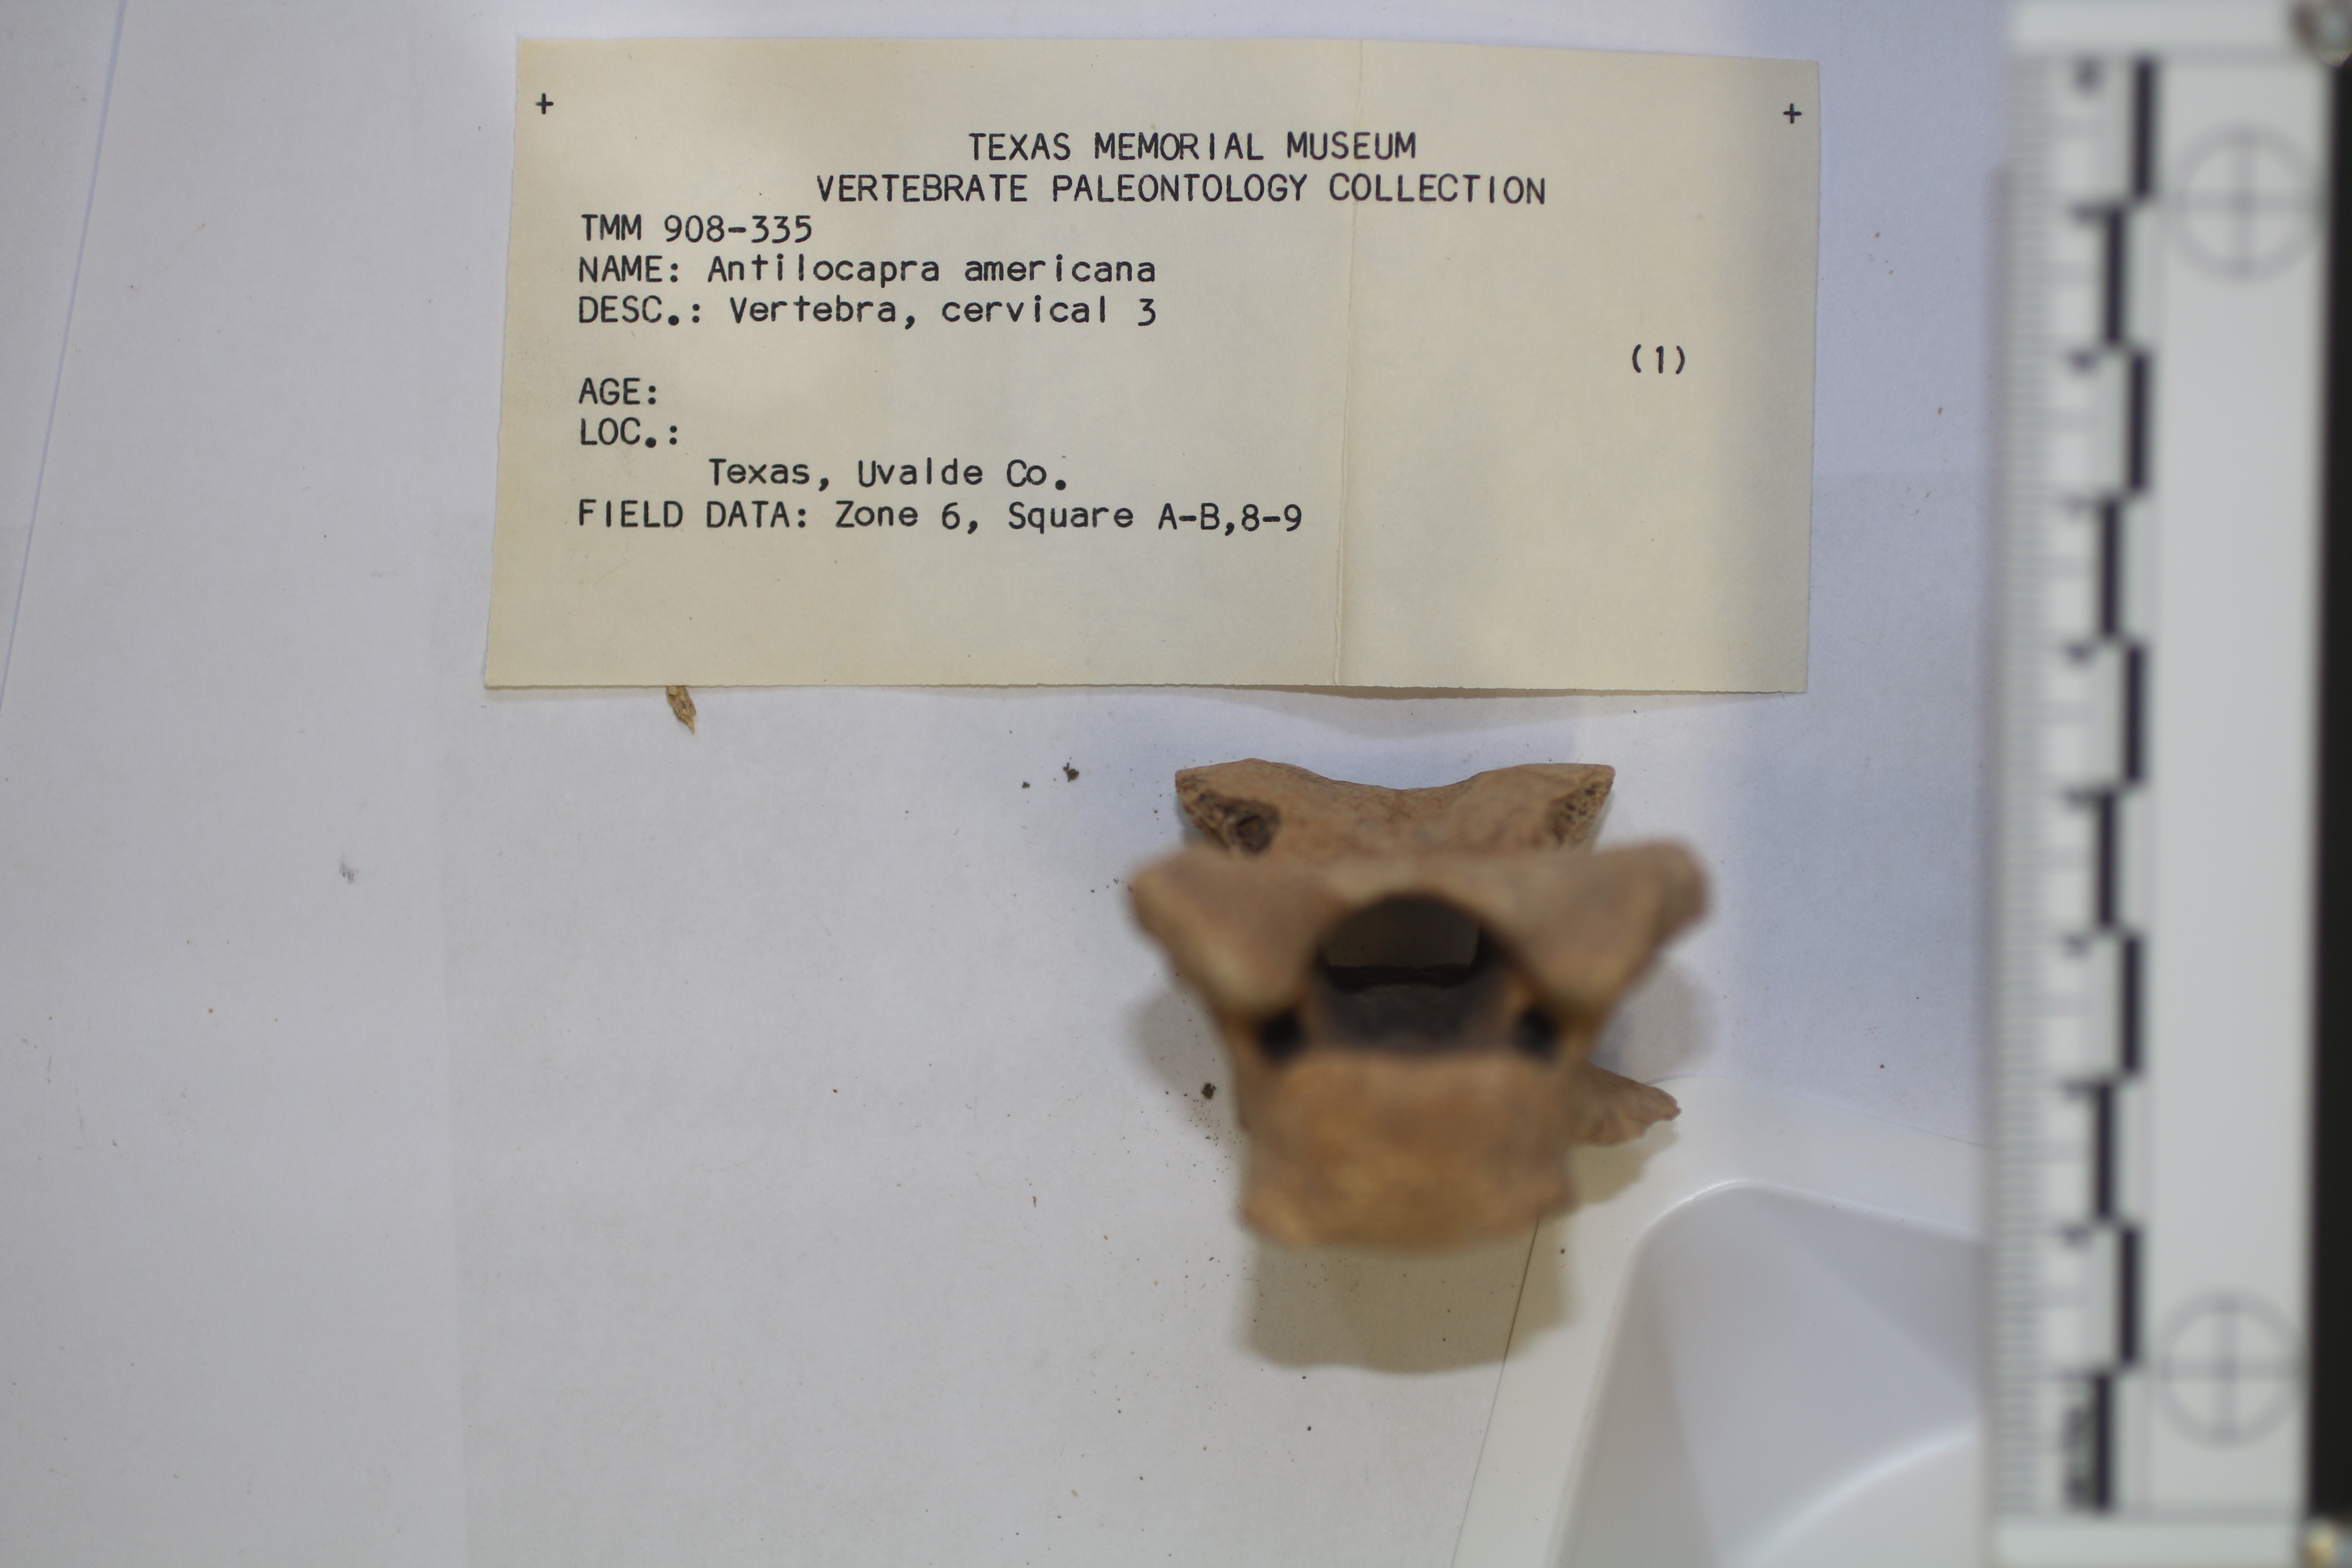 + +
TEXAS MEMORIAL MUSEUM
VERTEBRATE PALEONTOLOGY COLLECTION
TMM 908-335
NAME: Antilocapra americana
DESC.: Vertebra, cervical 3
(1)
AGE:
LOC.:
Texas, Uvalde Co.
FIELD DATA: Zone 6, Square A-B,8-9